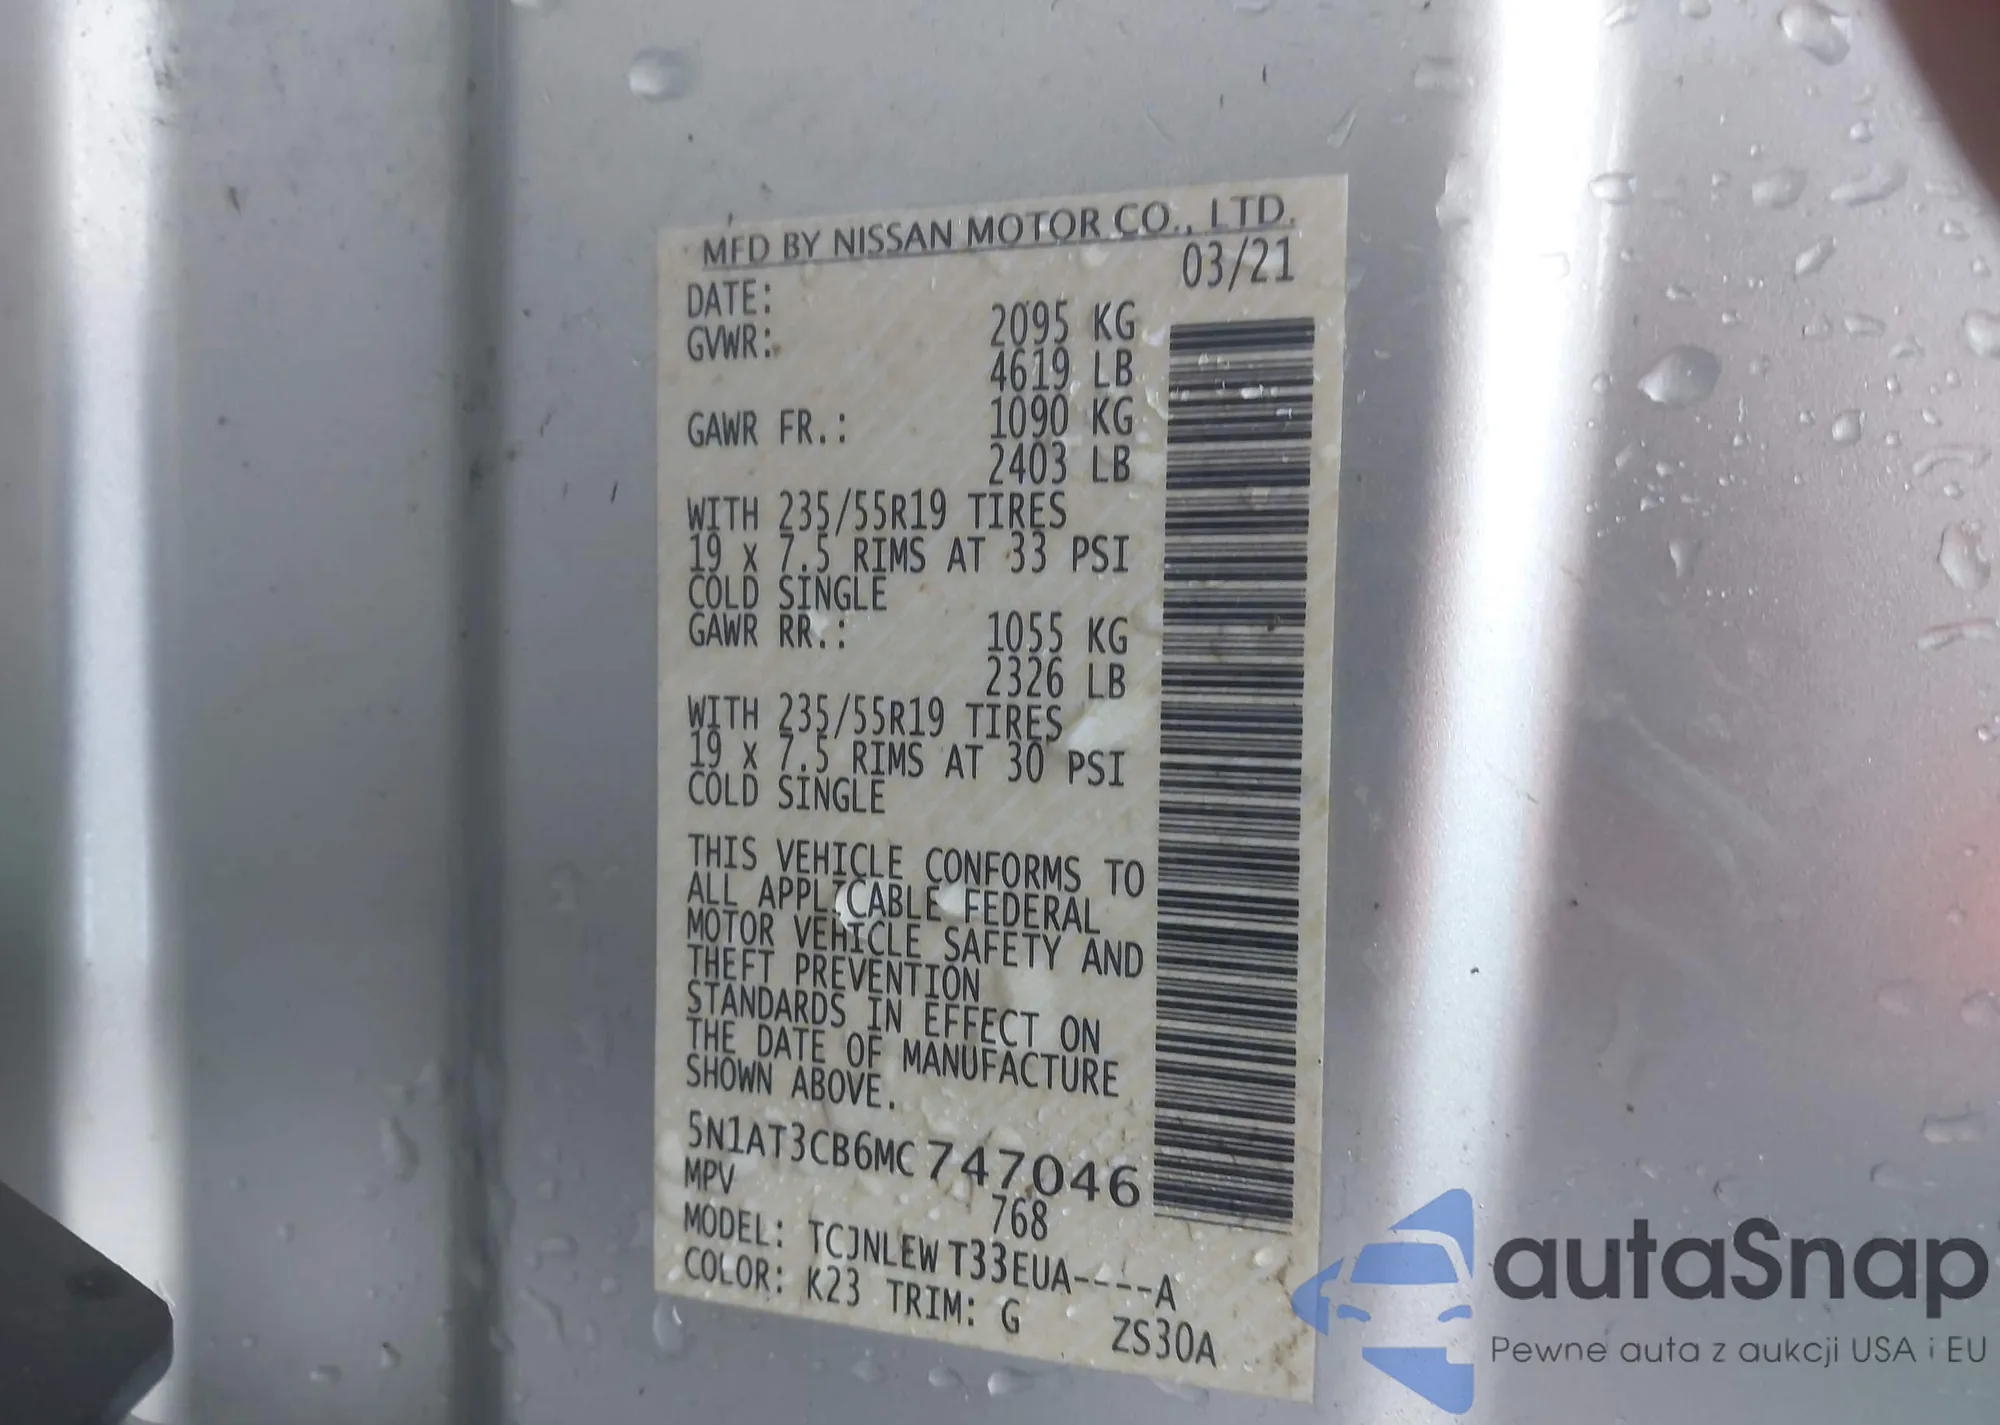 MFD BY NISSAN MOTOR CO., LTD.
DATE: 03/21
GVWR: 2095 KG
4619 LB
GAWR FR.: 1090 KG
2403 LB
WITH 235/55R19 TIRES
19 x 7.5 RIMS AT 33 PSI
COLD SINGLE
GAWR RR.: 1055 KG
2326 LB
WITH 235/55R19 TIRES
19 x 7.5 RIMS AT 30 PSI
COLD SINGLE
THIS VEHICLE CONFORMS TO
ALL APPLICABLE FEDERAL
MOTOR VEHICLE SAFETY AND
THEFT PREVENTION
STANDARDS IN EFFECT ON
THE DATE OF MANUFACTURE
SHOWN ABOVE.
5N1AT3CB6MC747046
MPV 768
MODEL: TCJNLEW T33EUA----A
COLOR: K23 TRIM: G ZS30A
autaSnap
Pewne auta z aukcji USA i EU